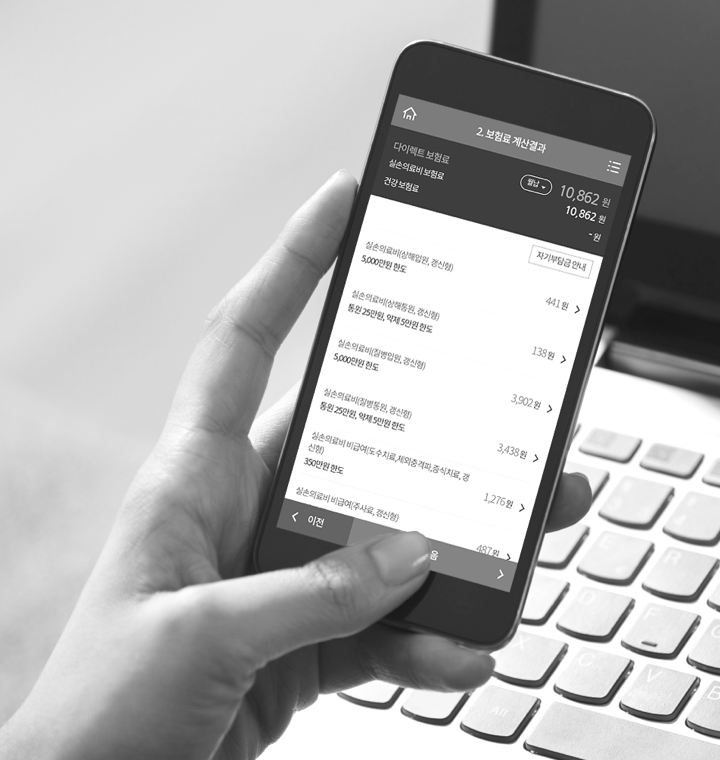 2. 보험료 계산결과
다이렉트 보험료
월납 10,862 원
실손의료비 보험료 10,862 원
건강 보험료 - 원
자기부담금 안내
실손의료비(상해입원, 갱신형)
5,000만원 한도
441 원
실손의료비(상해통원, 갱신형)
통원 25만원, 약제 5만원 한도
138 원
실손의료비(질병입원, 갱신형)
5,000만원 한도
3,902 원
실손의료비(질병통원, 갱신형)
통원 25만원, 약제 5만원 한도
3,438 원
실손의료비 비급여(도수치료,체외충격파,증식치료, 갱
신형)
350만원 한도
1,276 원
실손의료비 비급여(주사료, 갱신형)
487 원
이전
음
E R
D F
X C V B
Alt